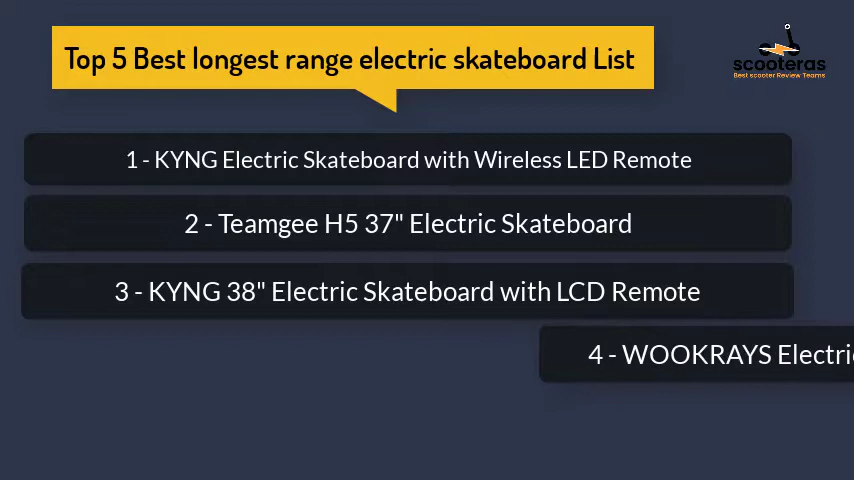 Top 5 Best longest range electric skateboard List
scooteras
Best scooter Review Teams
1 - KYNG Electric Skateboard with Wireless LED Remote
2 - Teamgee H5 37" Electric Skateboard
3 - KYNG 38" Electric Skateboard with LCD Remote
4 - WOOKRAYS Electri